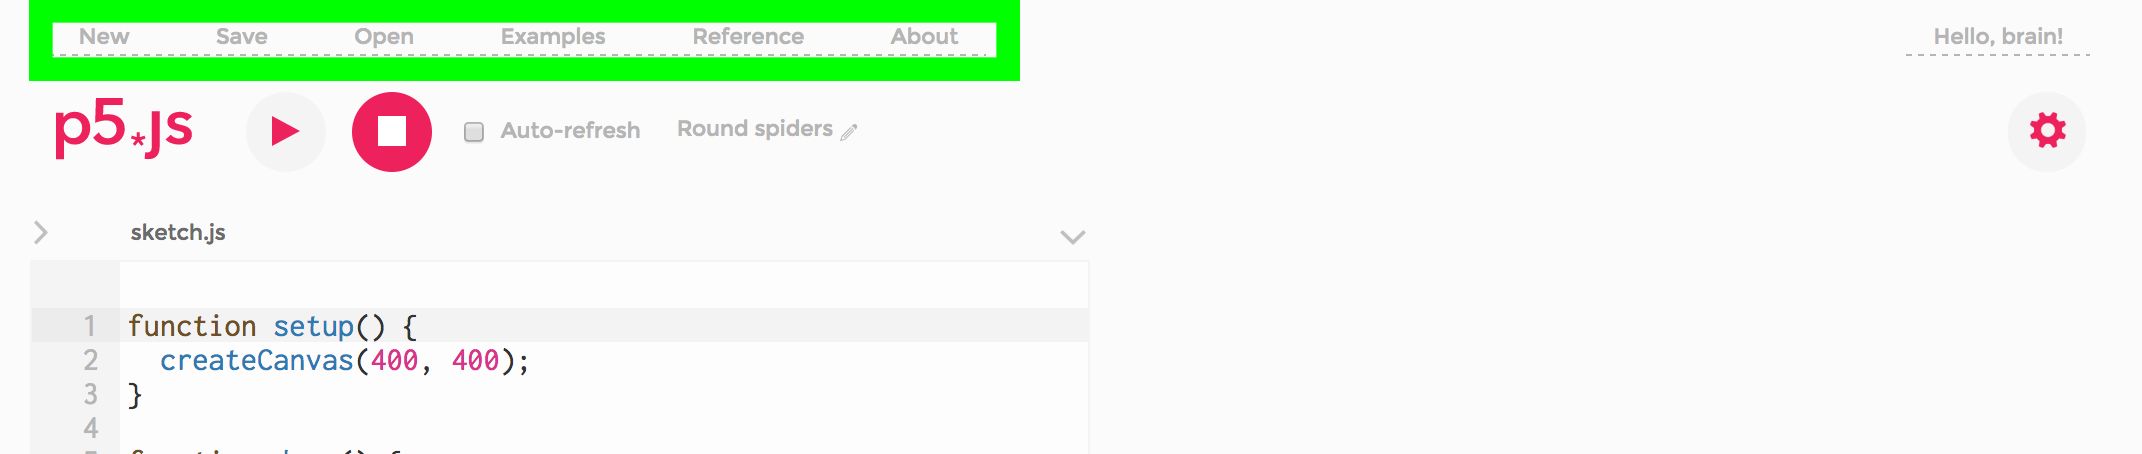 New Save Open Examples Reference About Hello, brain!
p5.js Auto-refresh Round spiders
sketch.js
1 function setup() {
2 createCanvas(400, 400);
3 }
4